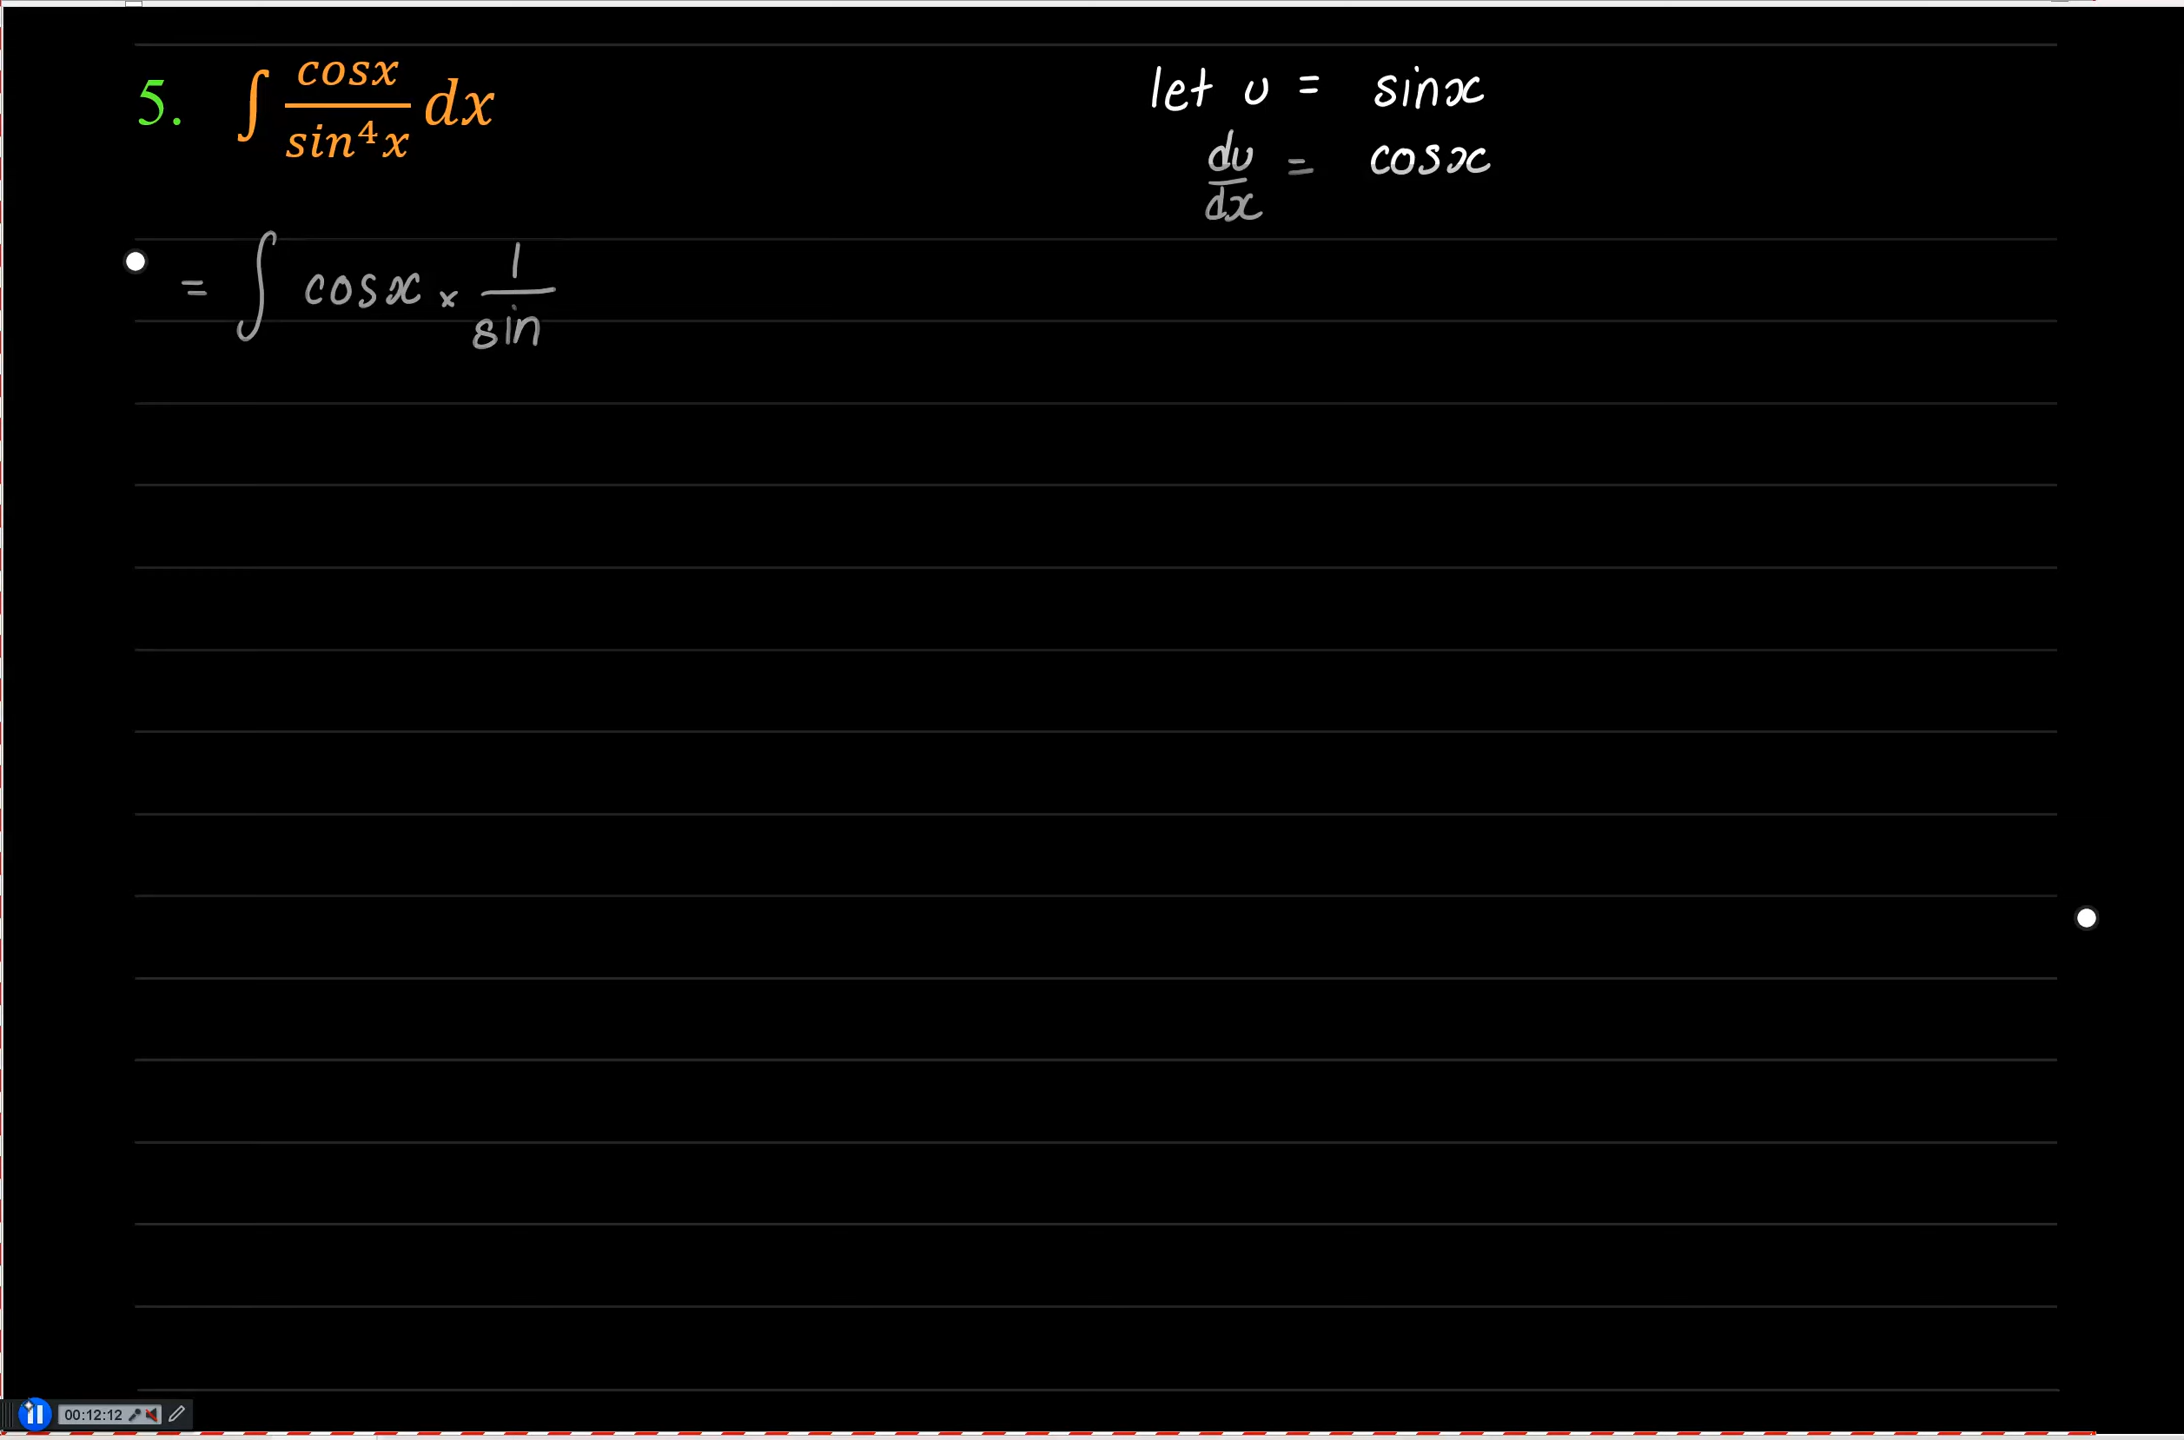 5. ∫ cosx/sin⁴x dx
let u = sinx
du/dx = cosx
= ∫ cosx × 1/sin
00:12:12